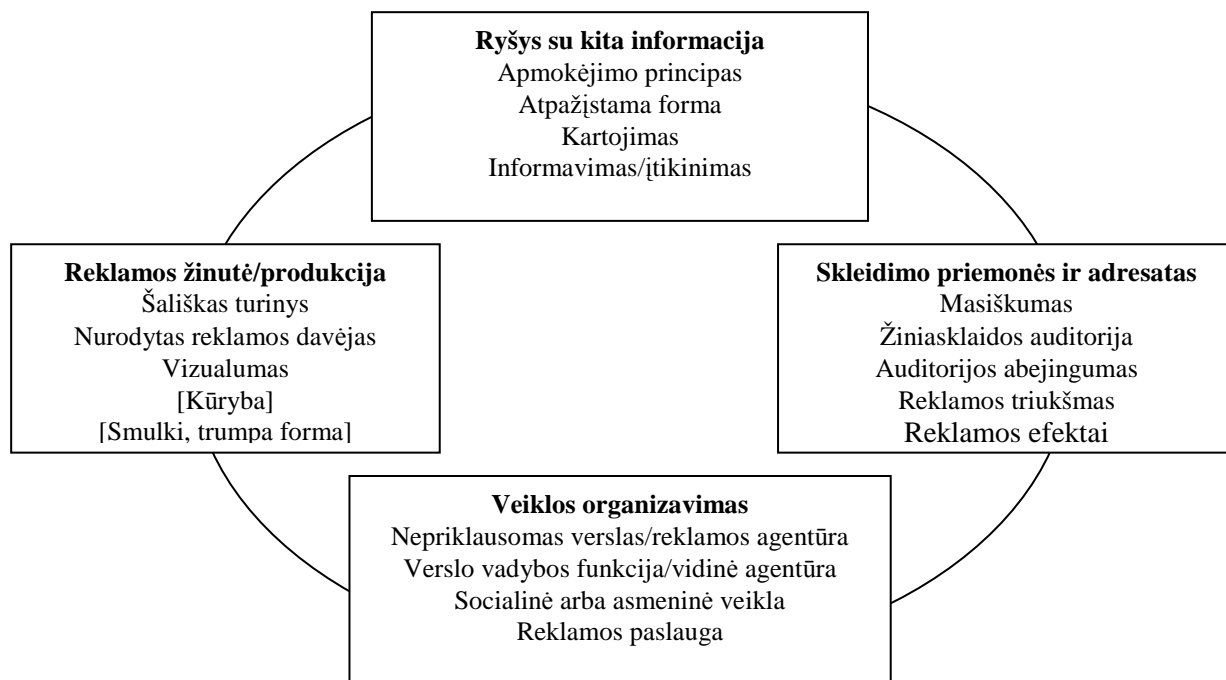 Ryšys su kita informacija
Apmokėjimo principas
Atpažįstama forma
Kartojimas
Informavimas/įtikinimas
Reklamos žinutė/produkcija
Šališkas turinys
Nurodytas reklamos davėjas
Vizualumas
[Kūryba]
[Smulki, trumpa forma]
Skleidimo priemonės ir adresatas
Masiškumas
Žiniasklaidos auditorija
Auditorijos abejingumas
Reklamos triukšmas
Reklamos efektai
Veiklos organizavimas
Nepriklausomas verslas/reklamos agentūra
Verslo vadybos funkcija/vidinė agentūra
Socialinė arba asmeninė veikla
Reklamos paslauga